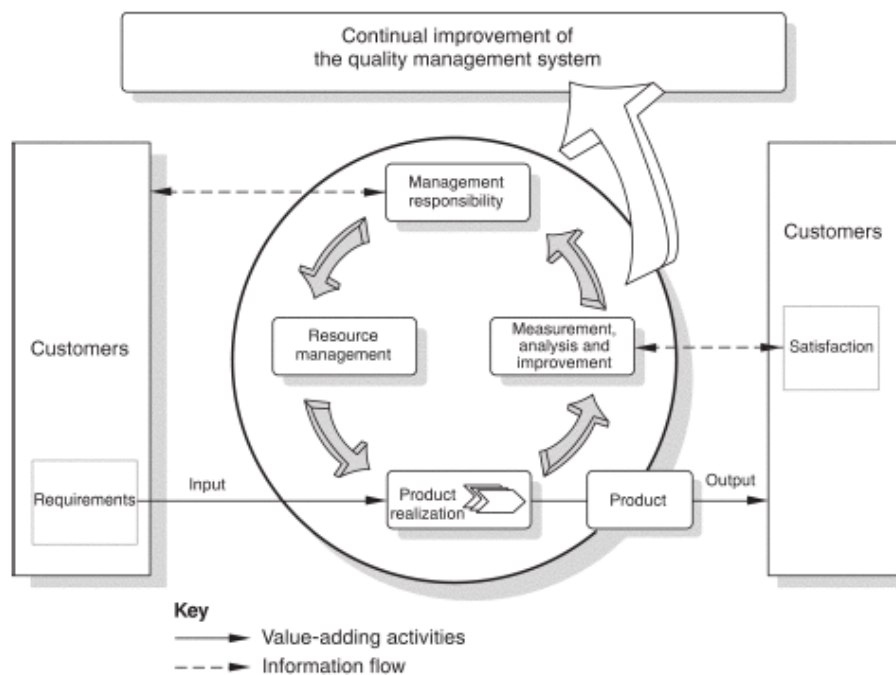 Continual improvement of
the quality management system
Management
responsibility
Customers
Customers
Resource
management
Measurement,
analysis and
improvement
Satisfaction
Requirements
Input
Product
realization
Product
Output
Key
Value-adding activities
Information flow